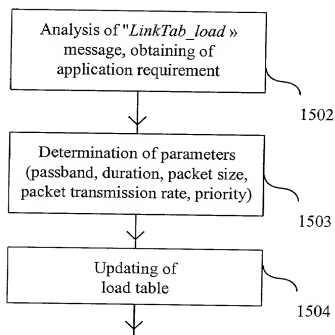 Analysis of "LinkTab_load »
message, obtaining of
application requirement
1502
Determination of parameters
(passband, duration, packet size,
packet transmission rate, priority)
1503
Updating of
load table
1504